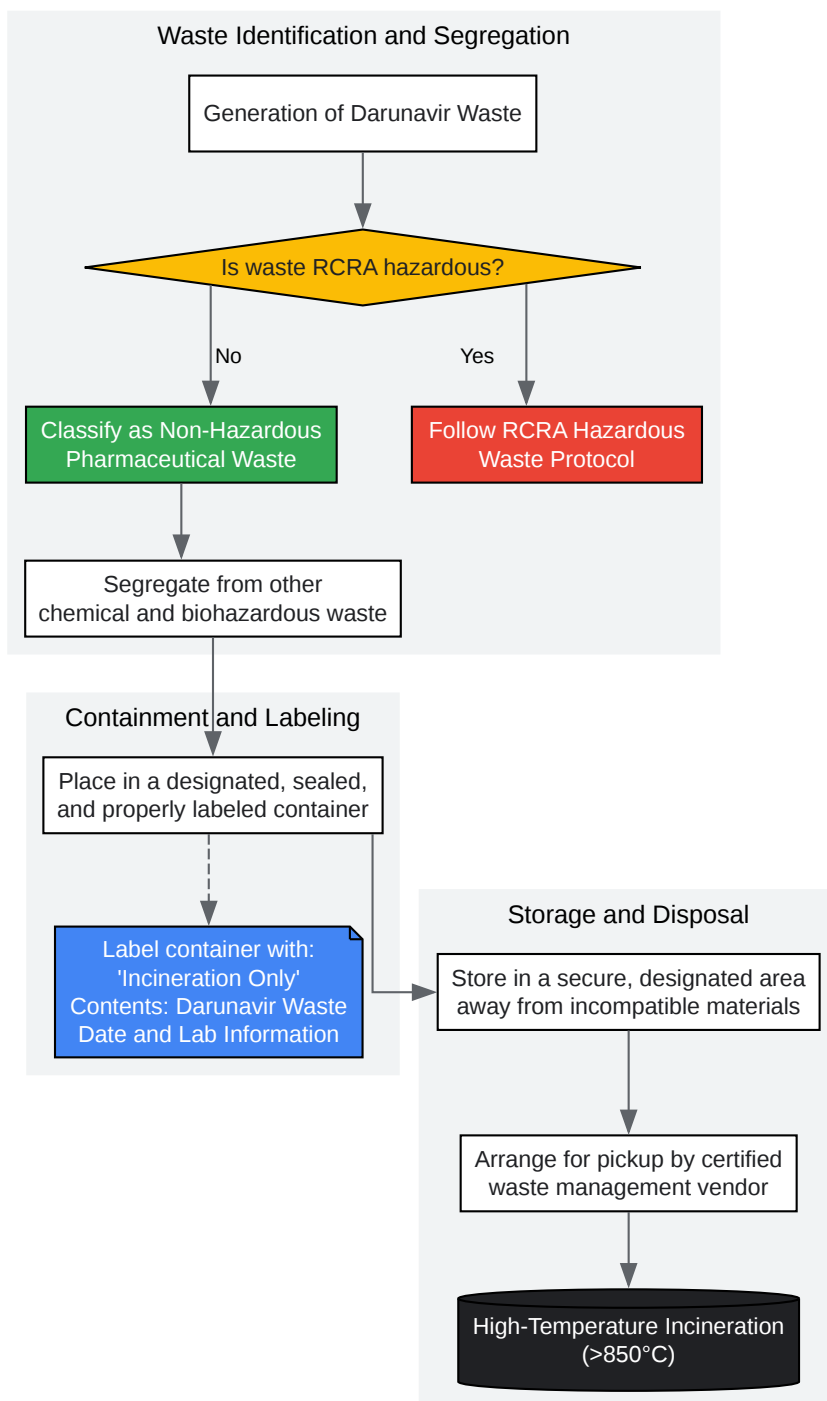 Waste Identification and Segregation
Generation of Darunavir Waste
Is waste RCRA hazardous?
No
Yes
Classify as Non-Hazardous
Pharmaceutical Waste
Follow RCRA Hazardous
Waste Protocol
Segregate from other
chemical and biohazardous waste
Containment and Labeling
Place in a designated, sealed,
and properly labeled container
Label container with:
'Incineration Only'
Contents: Darunavir Waste
Date and Lab Information
Storage and Disposal
Store in a secure, designated area
away from incompatible materials
Arrange for pickup by certified
waste management vendor
High-Temperature Incineration
(>850°C)